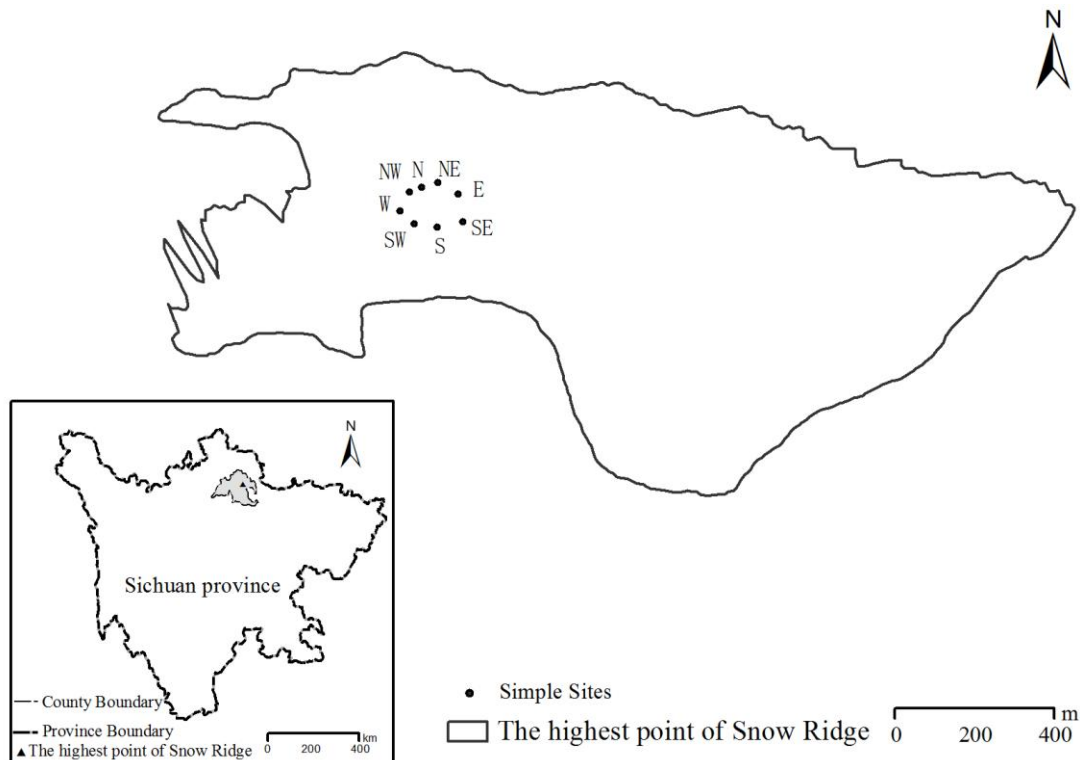 N
NW N NE
E
W
SE
SW
S
N
Sichuan province
County Boundary
Province Boundary
The highest point of Snow Ridge
0 200 400 km
Simple Sites
The highest point of Snow Ridge
0 200 400 m